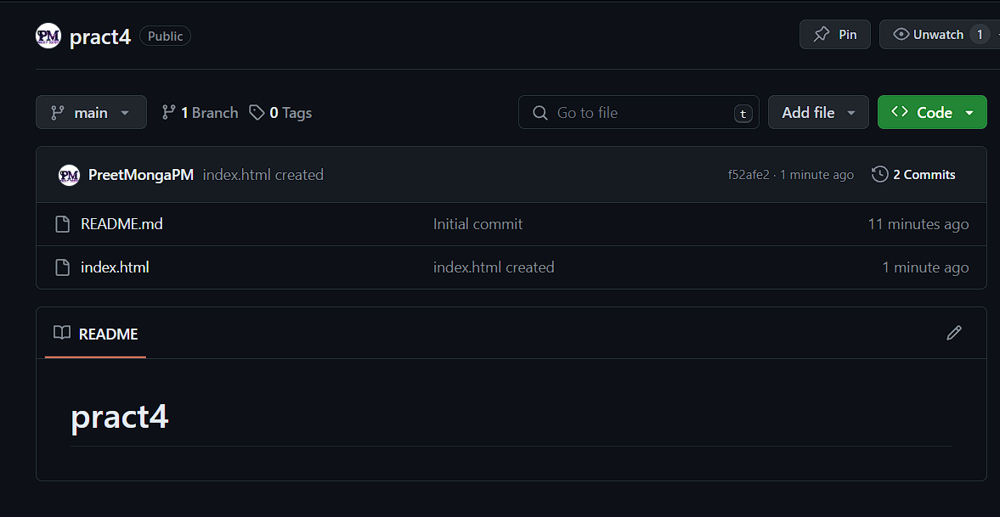 PM pract4 Public Pin Unwatch 1
main 1 Branch 0 Tags Go to file t Add file Code
PM PreetMongaPM index.html created f52afe2 · 1 minute ago 2 Commits
README.md Initial commit 11 minutes ago
index.html index.html created 1 minute ago
README
pract4